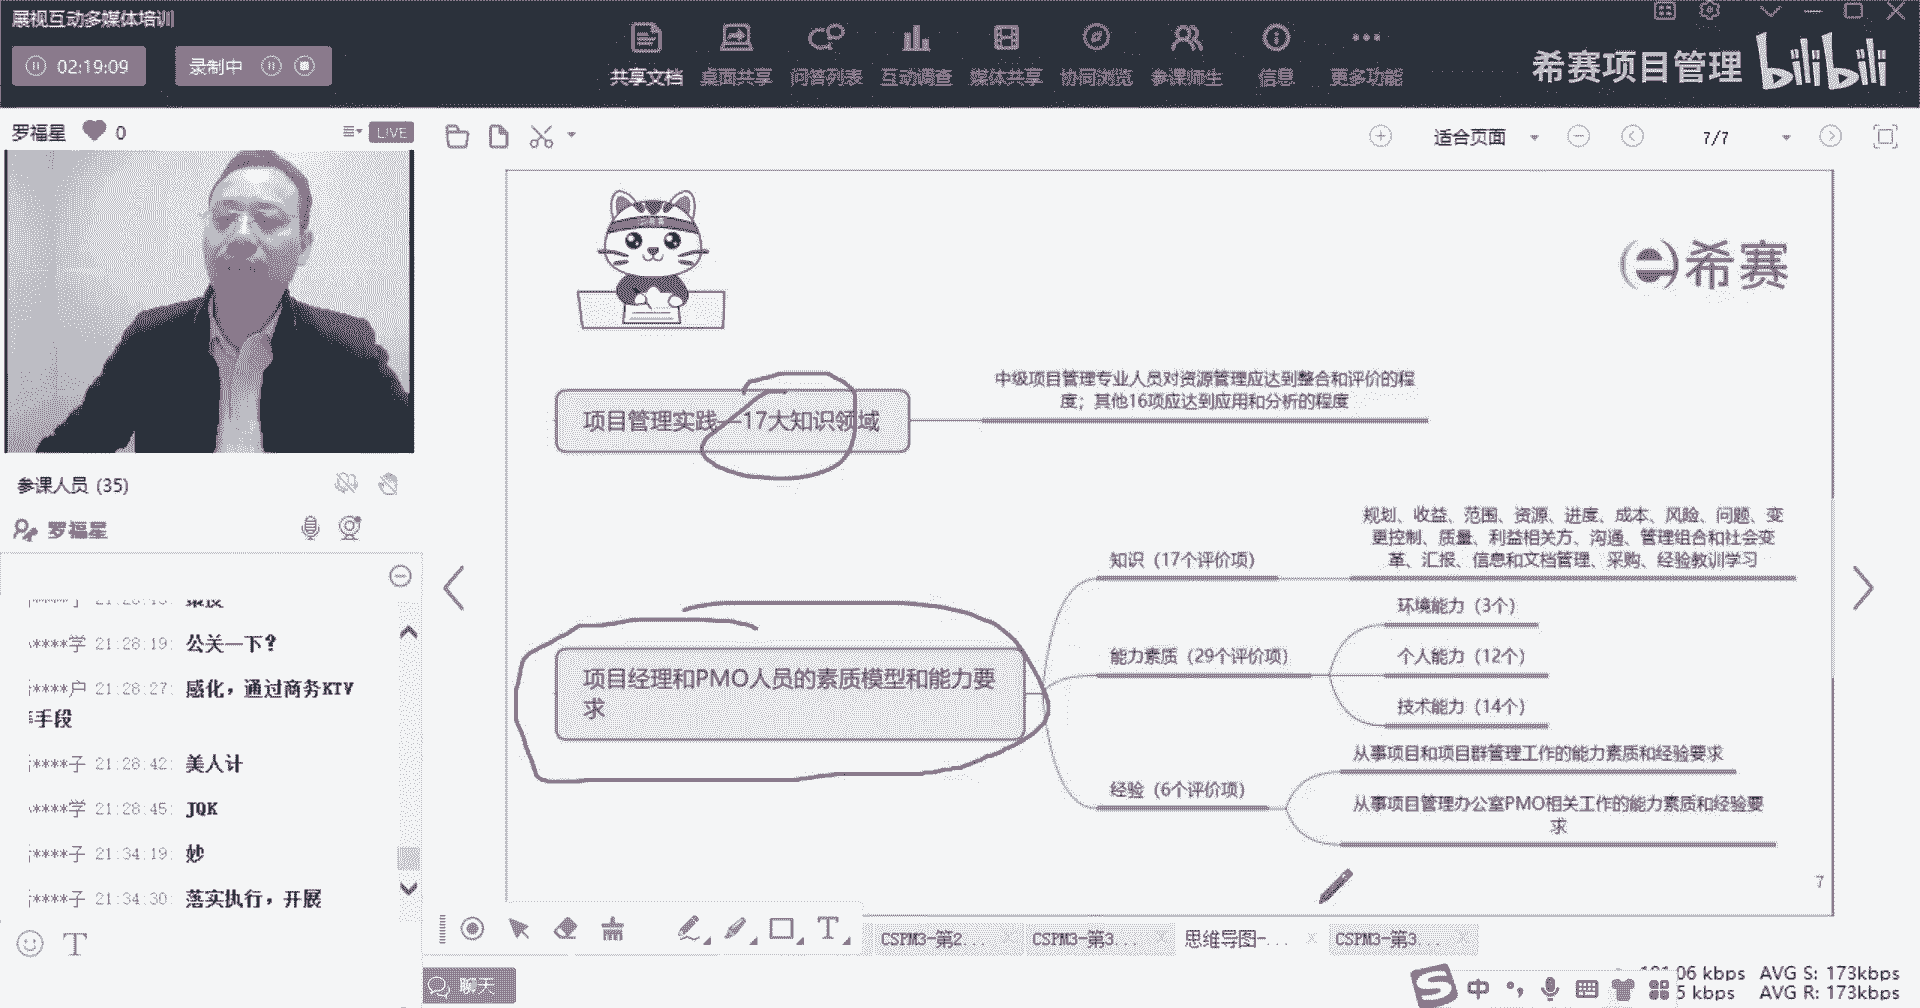 展视互动多媒体培训
02:19:09
录制中
共享文档
桌面共享
问答列表
互动调查
媒体共享
协同浏览
参课师生
信息
更多功能
希赛项目管理
bilibili
罗福星
0
LIVE
适合页面
7/7
希赛
项目管理实践—17大知识领域
中级项目管理专业人员对资源管理应达到整合和评价的程
度；其他16项应达到应用和分析的程度
参课人员 (35)
罗福星
项目经理和PMO人员的素质模型和能力要
求
知识（17个评价项）
规划、收益、范围、资源、进度、成本、风险、问题、变
更控制、质量、利益相关方、沟通、管理组合和社会变
革、汇报、信息和文档管理、采购、经验教训学习
能力素质（29个评价项）
环境能力（3个）
个人能力（12个）
技术能力（14个）
经验（6个评价项）
从事项目和项目群管理工作的能力素质和经验要求
从事项目管理办公室PMO相关工作的能力素质和经验要
求
7
****学 21:28:19: 公关一下？
****户 21:28:27: 感化，通过商务KTV
手段
****子 21:28:42: 美人计
****学 21:28:45: JQK
****子 21:34:19: 妙
****子 21:34:30: 落实执行，开展
CSPM3-第2...
CSPM3-第3...
思维导图-...
CSPM3-第3...
聊天
中
06 kbps AVG S: 173kbps
5 kbps AVG R: 173kbps